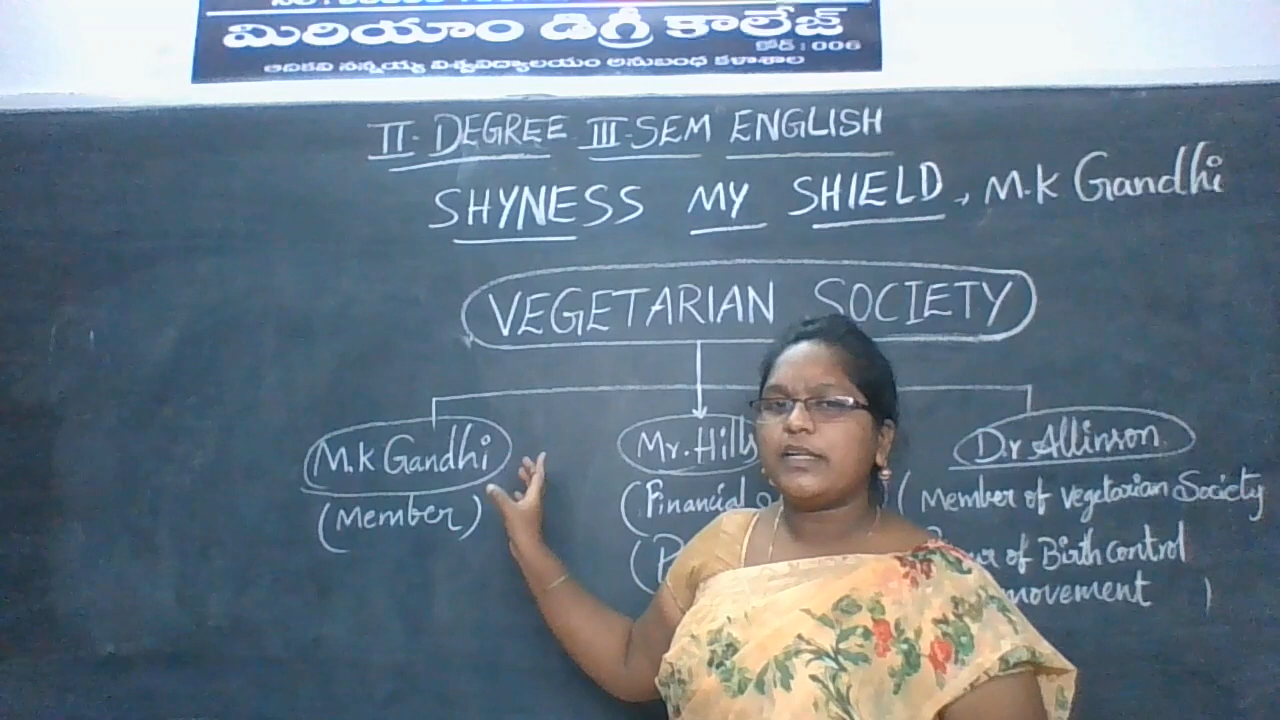 మిరియాం డిగ్రీ కాలేజ్
కోడ్ : 006
ఆదికవి నన్నయ్య విశ్వవిద్యాలయం అనుబంధ కళాశాల
II - DEGREE III - SEM ENGLISH
SHYNESS MY SHIELD, M.K Gandhi
VEGETARIAN SOCIETY
M.K Gandhi
(Member)
Mr. Hills
(Financial
Dr Allinson
(Member of vegetarian Society
of Birth control
movement )